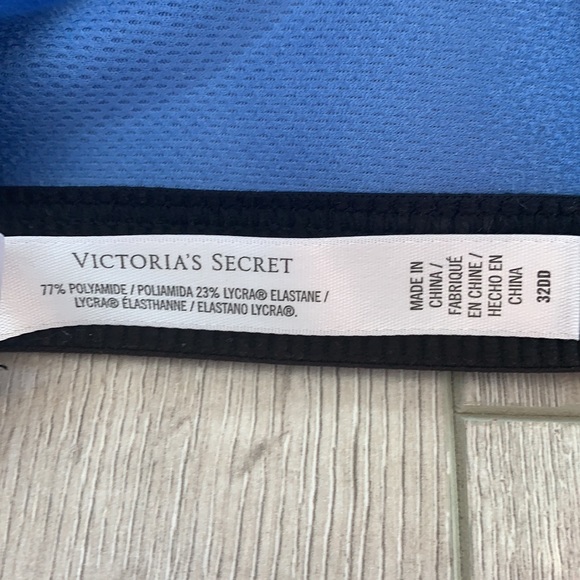 VICTORIA'S SECRET
77% POLYAMIDE / POLIAMIDA 23% LYCRA® ELASTANE /
LYCRA® ÉLASTHANNE / ELASTANO LYCRA®.
MADE IN
CHINA /
FABRIQUÉ
EN CHINE /
HECHO EN
CHINA
32DD